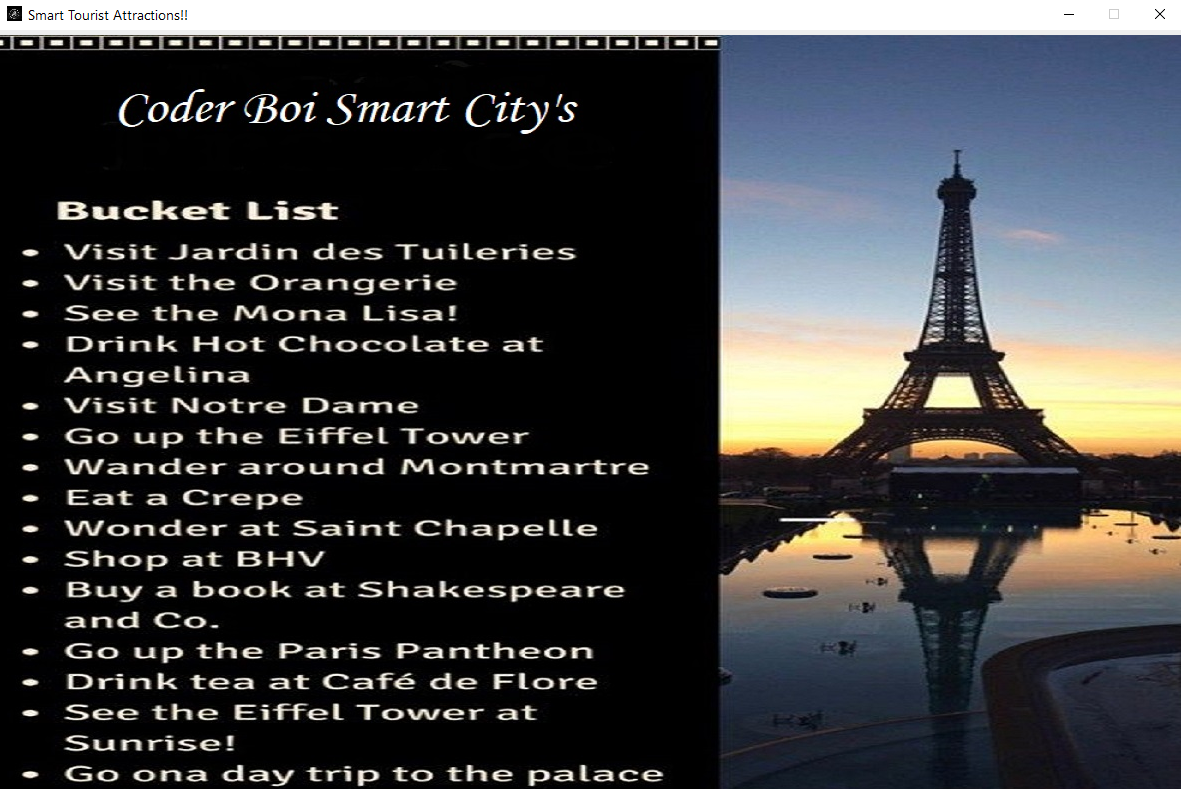 Smart Tourist Attractions!!
Coder Boi Smart City's
Bucket List
• Visit Jardin des Tuileries
• Visit the Orangerie
• See the Mona Lisa!
• Drink Hot Chocolate at
Angelina
• Visit Notre Dame
• Go up the Eiffel Tower
• Wander around Montmartre
• Eat a Crepe
• Wonder at Saint Chapelle
• Shop at BHV
• Buy a book at Shakespeare
and Co.
• Go up the Paris Pantheon
• Drink tea at Café de Flore
• See the Eiffel Tower at
Sunrise!
• Go ona day trip to the palace